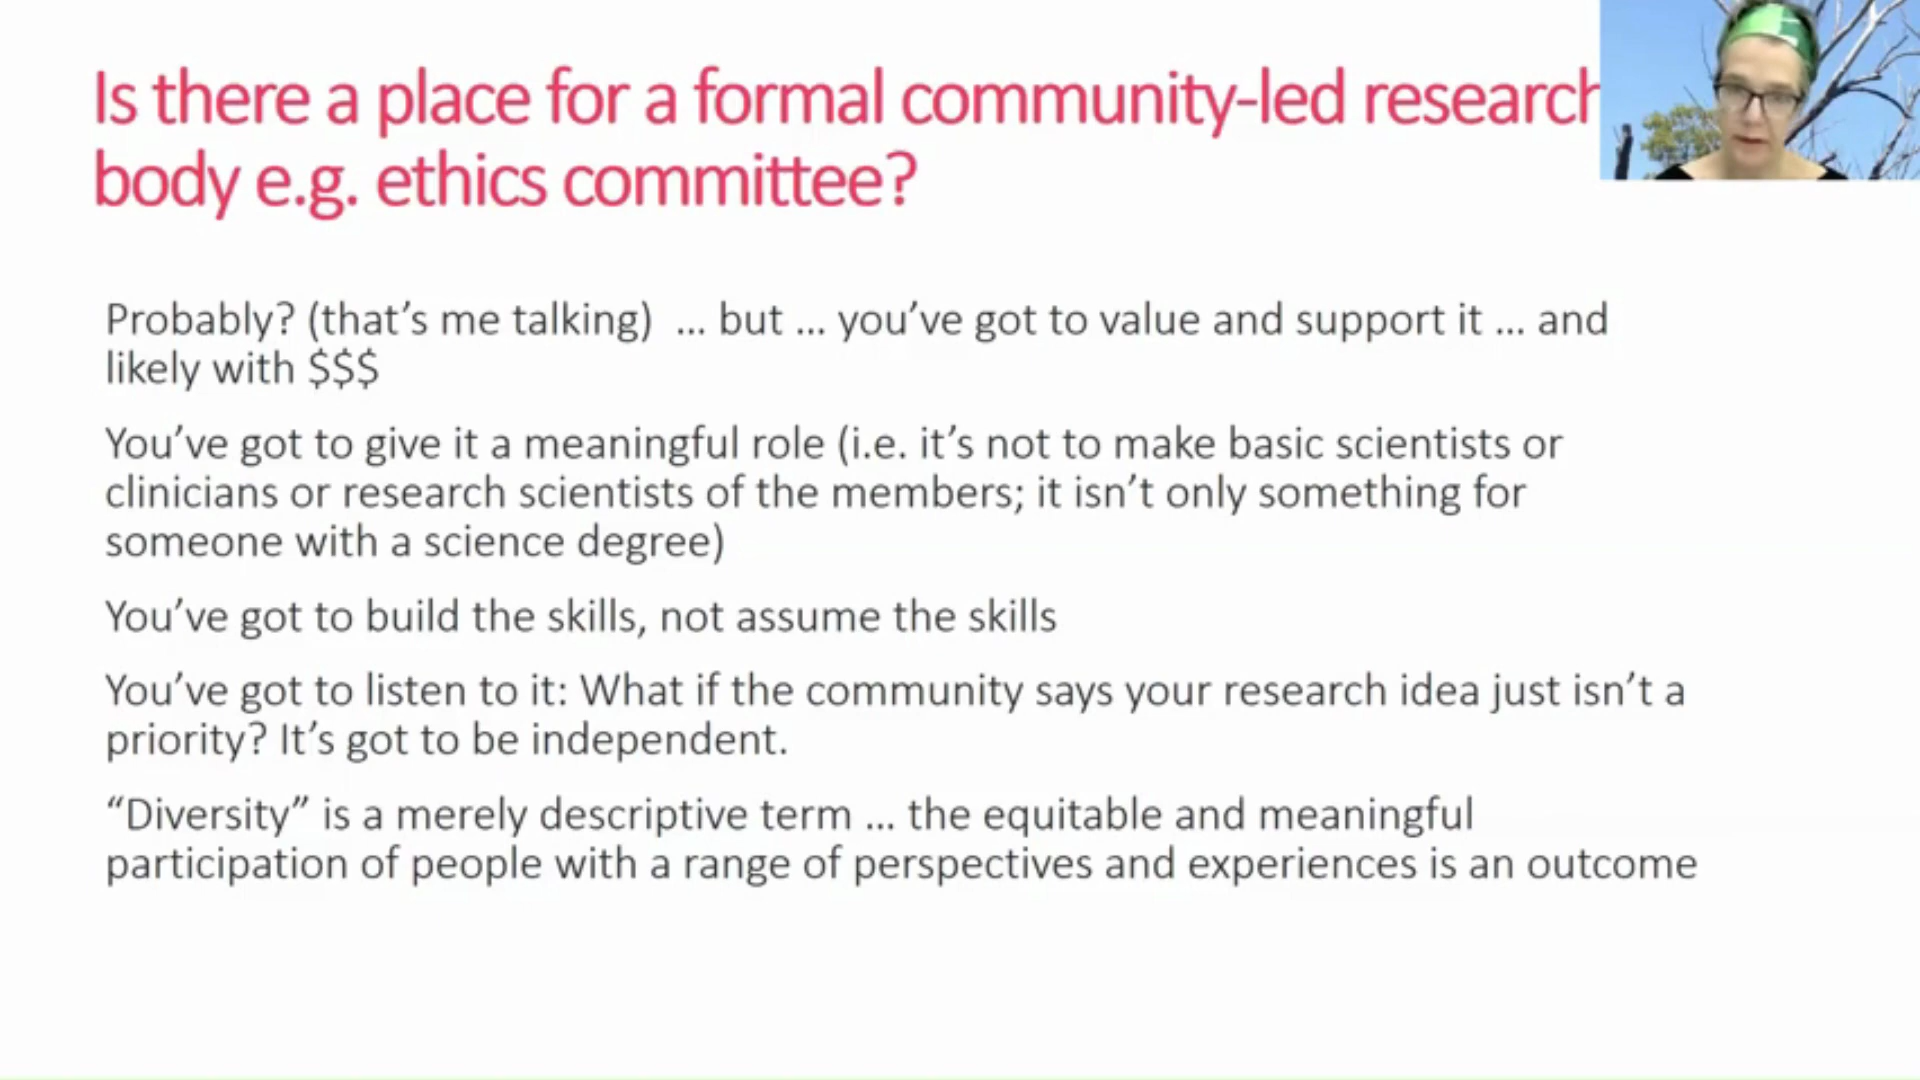 Is there a place for a formal community-led research
body e.g. ethics committee?
Probably? (that’s me talking)  ... but ... you’ve got to value and support it ... and
likely with $$$
You’ve got to give it a meaningful role (i.e. it’s not to make basic scientists or
clinicians or research scientists of the members; it isn’t only something for
someone with a science degree)
You’ve got to build the skills, not assume the skills
You’ve got to listen to it: What if the community says your research idea just isn’t a
priority? It’s got to be independent.
“Diversity” is a merely descriptive term ... the equitable and meaningful
participation of people with a range of perspectives and experiences is an outcome